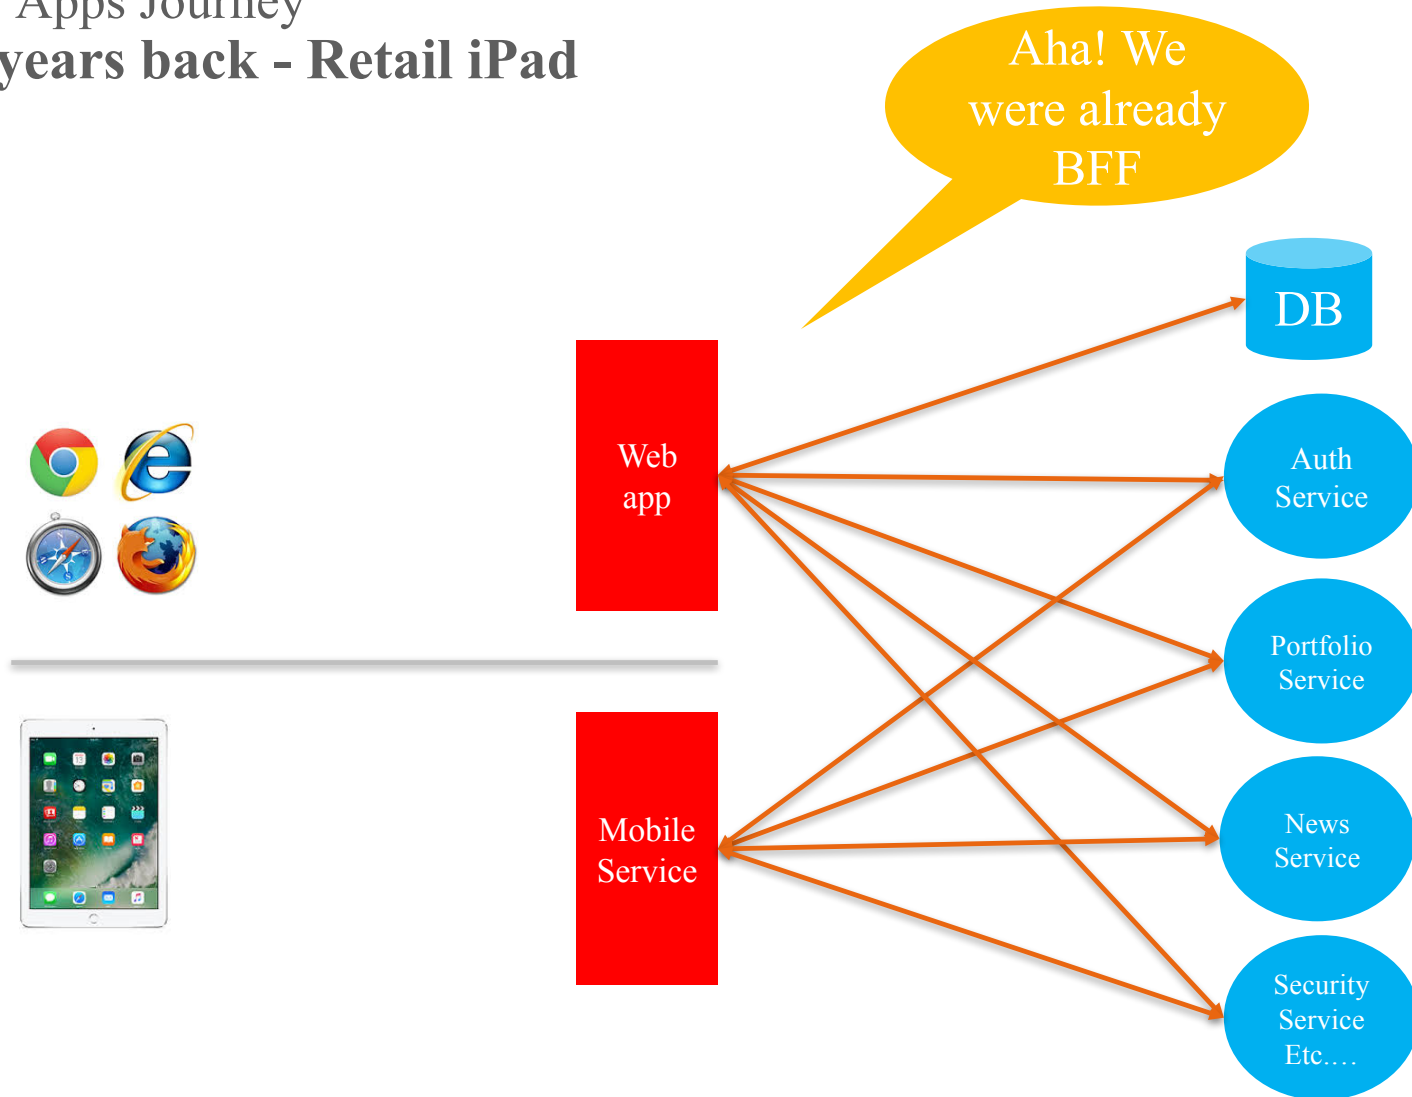 Apps Journey
years back - Retail iPad
Aha! We
were already
BFF
DB
Web
app
Auth
Service
Portfolio
Service
Mobile
Service
News
Service
Security
Service
Etc.…